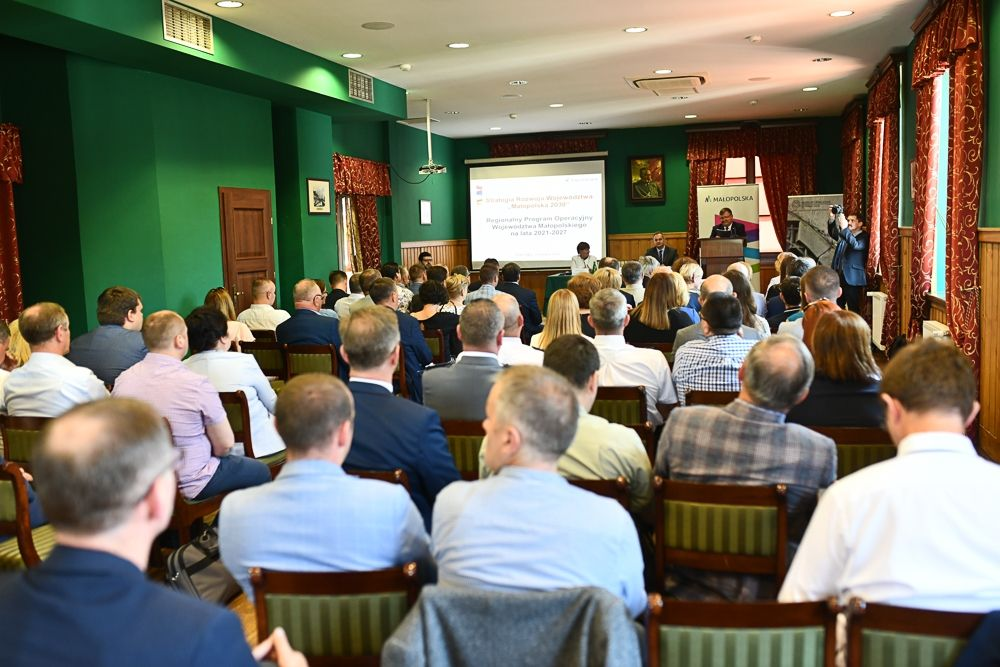 Strategia Rozwoju Województwa
„Małopolska 2030"
Regionalny Program Operacyjny
Województwa Małopolskiego
na lata 2021-2027
MAŁOPOLSKA